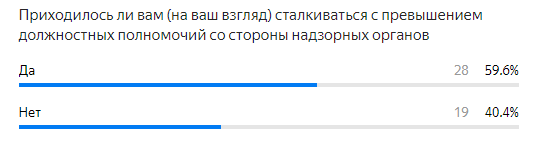 Приходилось ли вам (на ваш взгляд) сталкиваться с превышением
должностных полномочий со стороны надзорных органов
Да 28 59.6%
Нет 19 40.4%